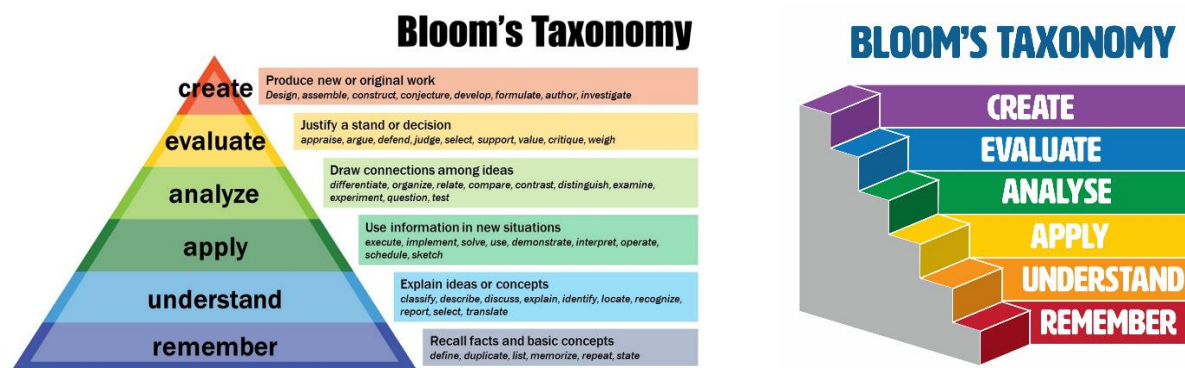 Bloom's Taxonomy
create
Produce new or original work
Design, assemble, construct, conjecture, develop, formulate, author, investigate
evaluate
Justify a stand or decision
appraise, argue, defend, judge, select, support, value, critique, weigh
analyze
Draw connections among ideas
differentiate, organize, relate, compare, contrast, distinguish, examine,
experiment, question, test
apply
Use information in new situations
execute, implement, solve, use, demonstrate, interpret, operate,
schedule, sketch
understand
Explain ideas or concepts
classify, describe, discuss, explain, identify, locate, recognize,
report, select, translate
remember
Recall facts and basic concepts
define, duplicate, list, memorize, repeat, state
BLOOM'S TAXONOMY
CREATE
EVALUATE
ANALYSE
APPLY
UNDERSTAND
REMEMBER